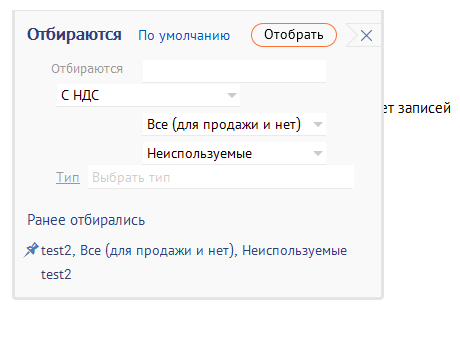 Отбираются По умолчанию Отобрать
Отбираются
С НДС
ет записей
Все (для продажи и нет)
Неиспользуемые
Тип Выбрать тип
Ранее отбирались
test2, Все (для продажи и нет), Неиспользуемые
test2